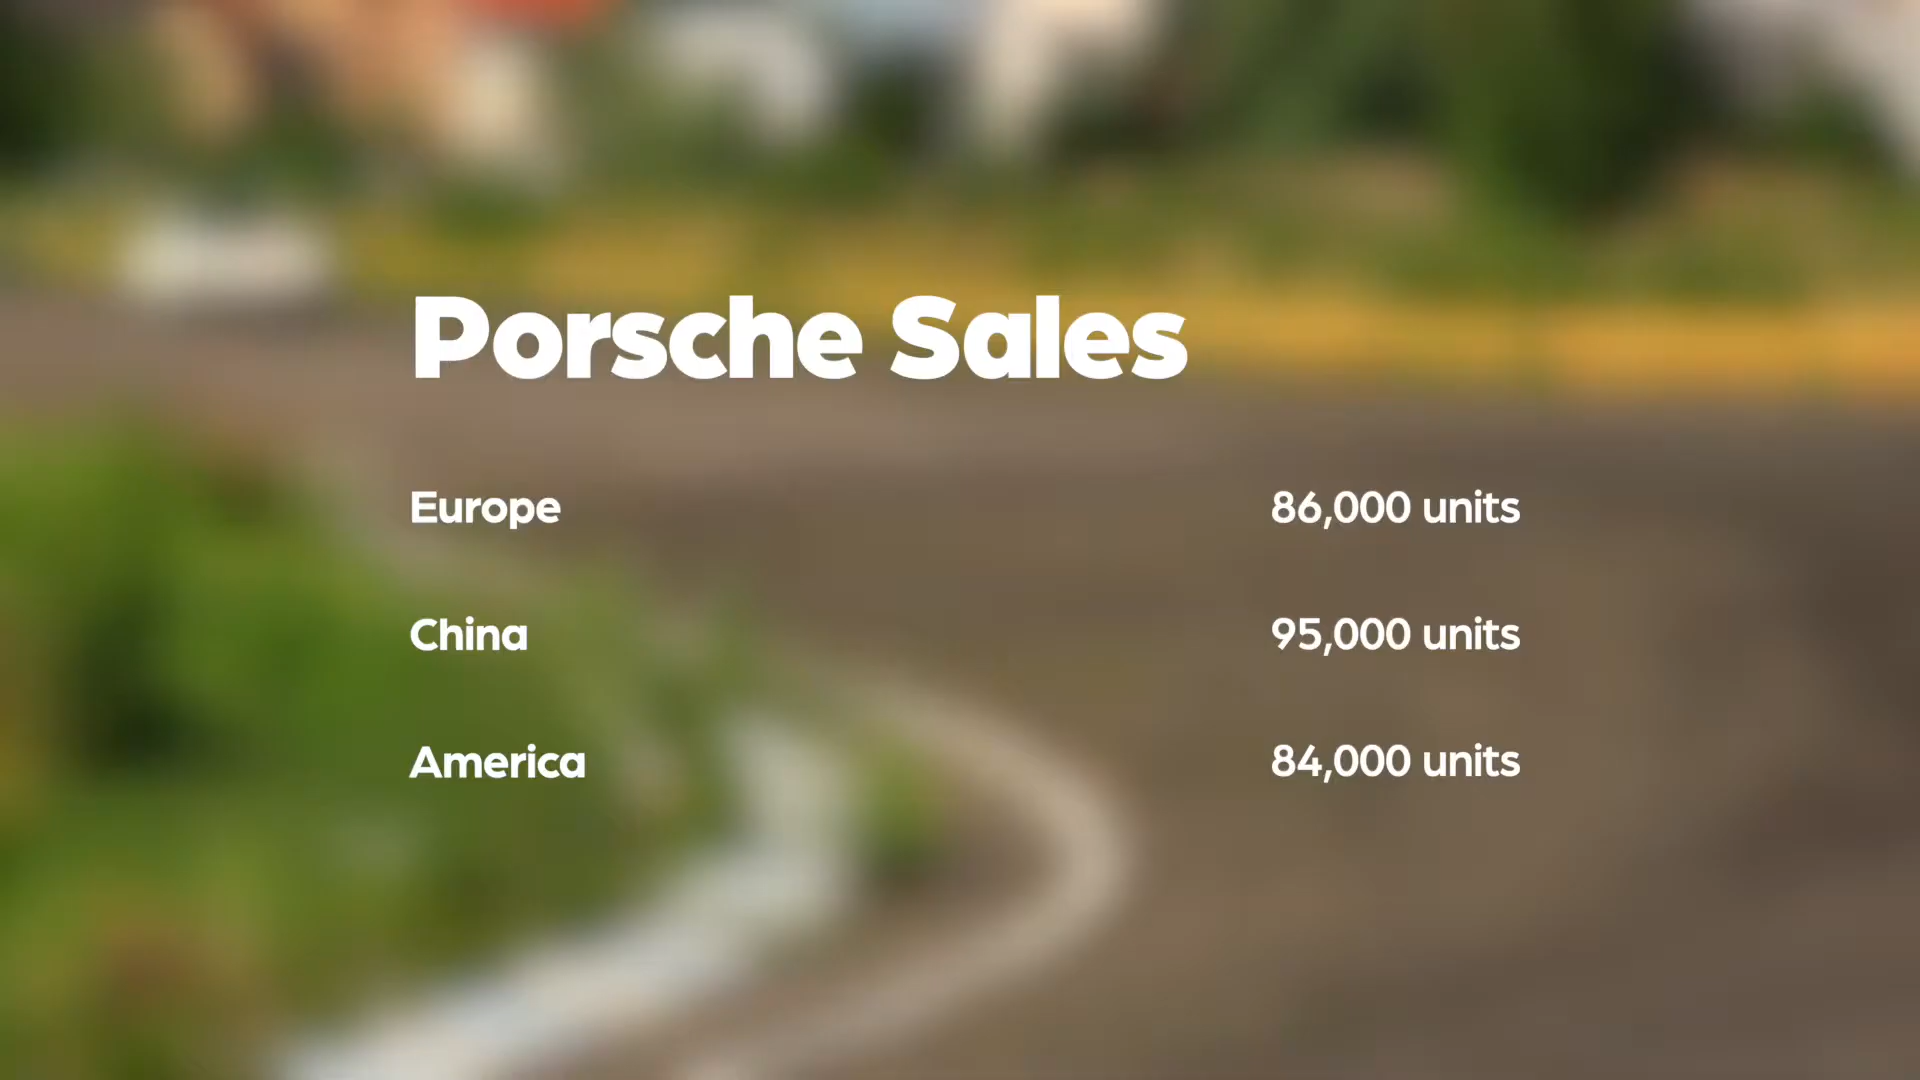 Porsche Sales
Europe 86,000 units
China 95,000 units
America 84,000 units